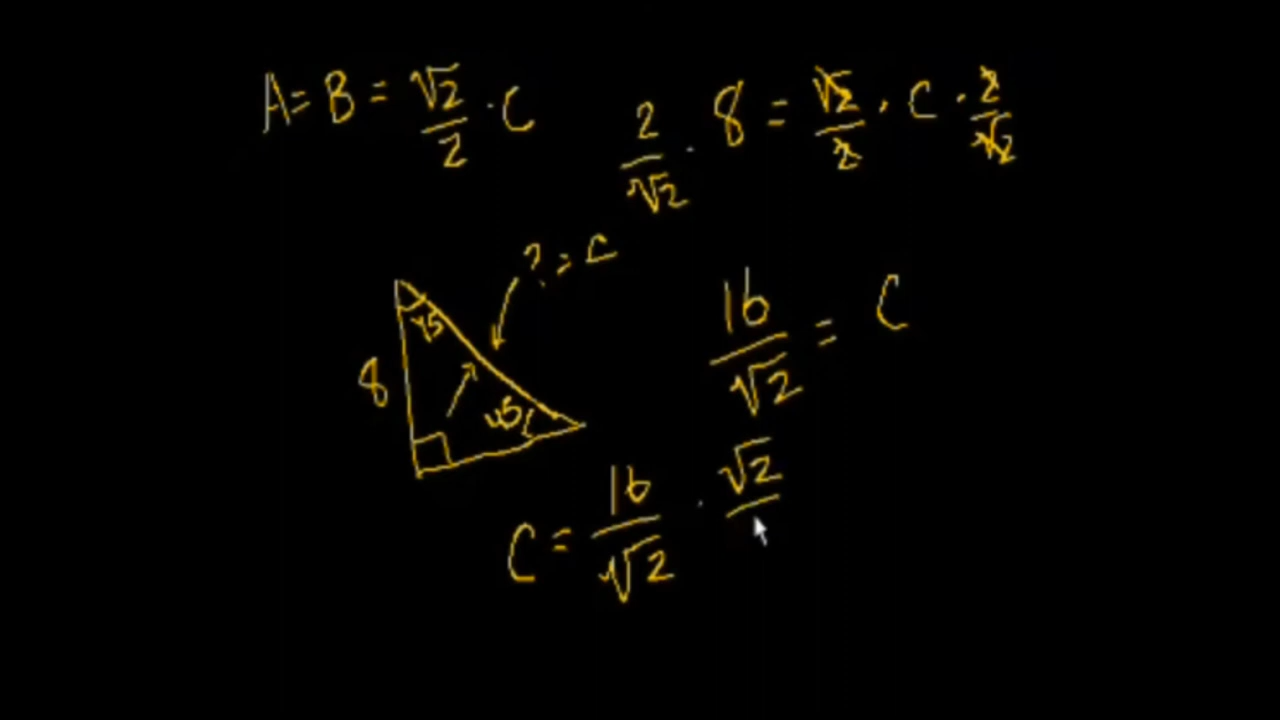 A = B = √2/2 · C
2/√2 · 8 = √2/2 · C · 2/√2
? = C
45
8
45
16/√2 = C
C = 16/√2 · √2/